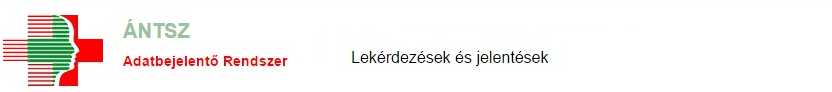 ÁNTSZ
Adatbejelentő Rendszer
Lekérdezések és jelentések